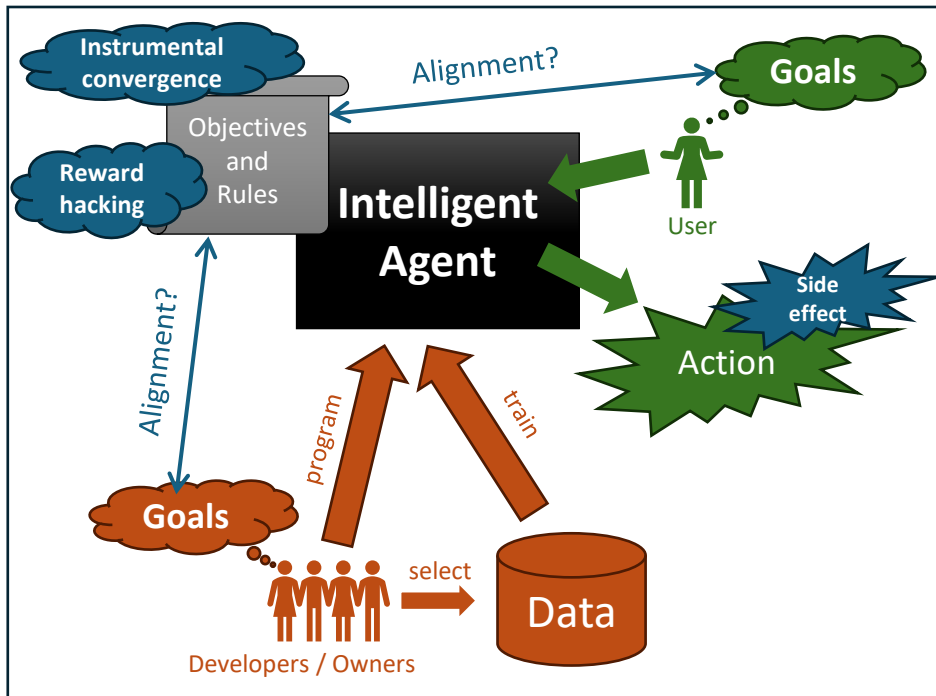 Instrumental
convergence
Alignment?
Goals
Objectives
and
Rules
Reward
hacking
Intelligent
Agent
User
Side
effect
Action
Alignment?
program
train
Goals
select
Data
Developers / Owners